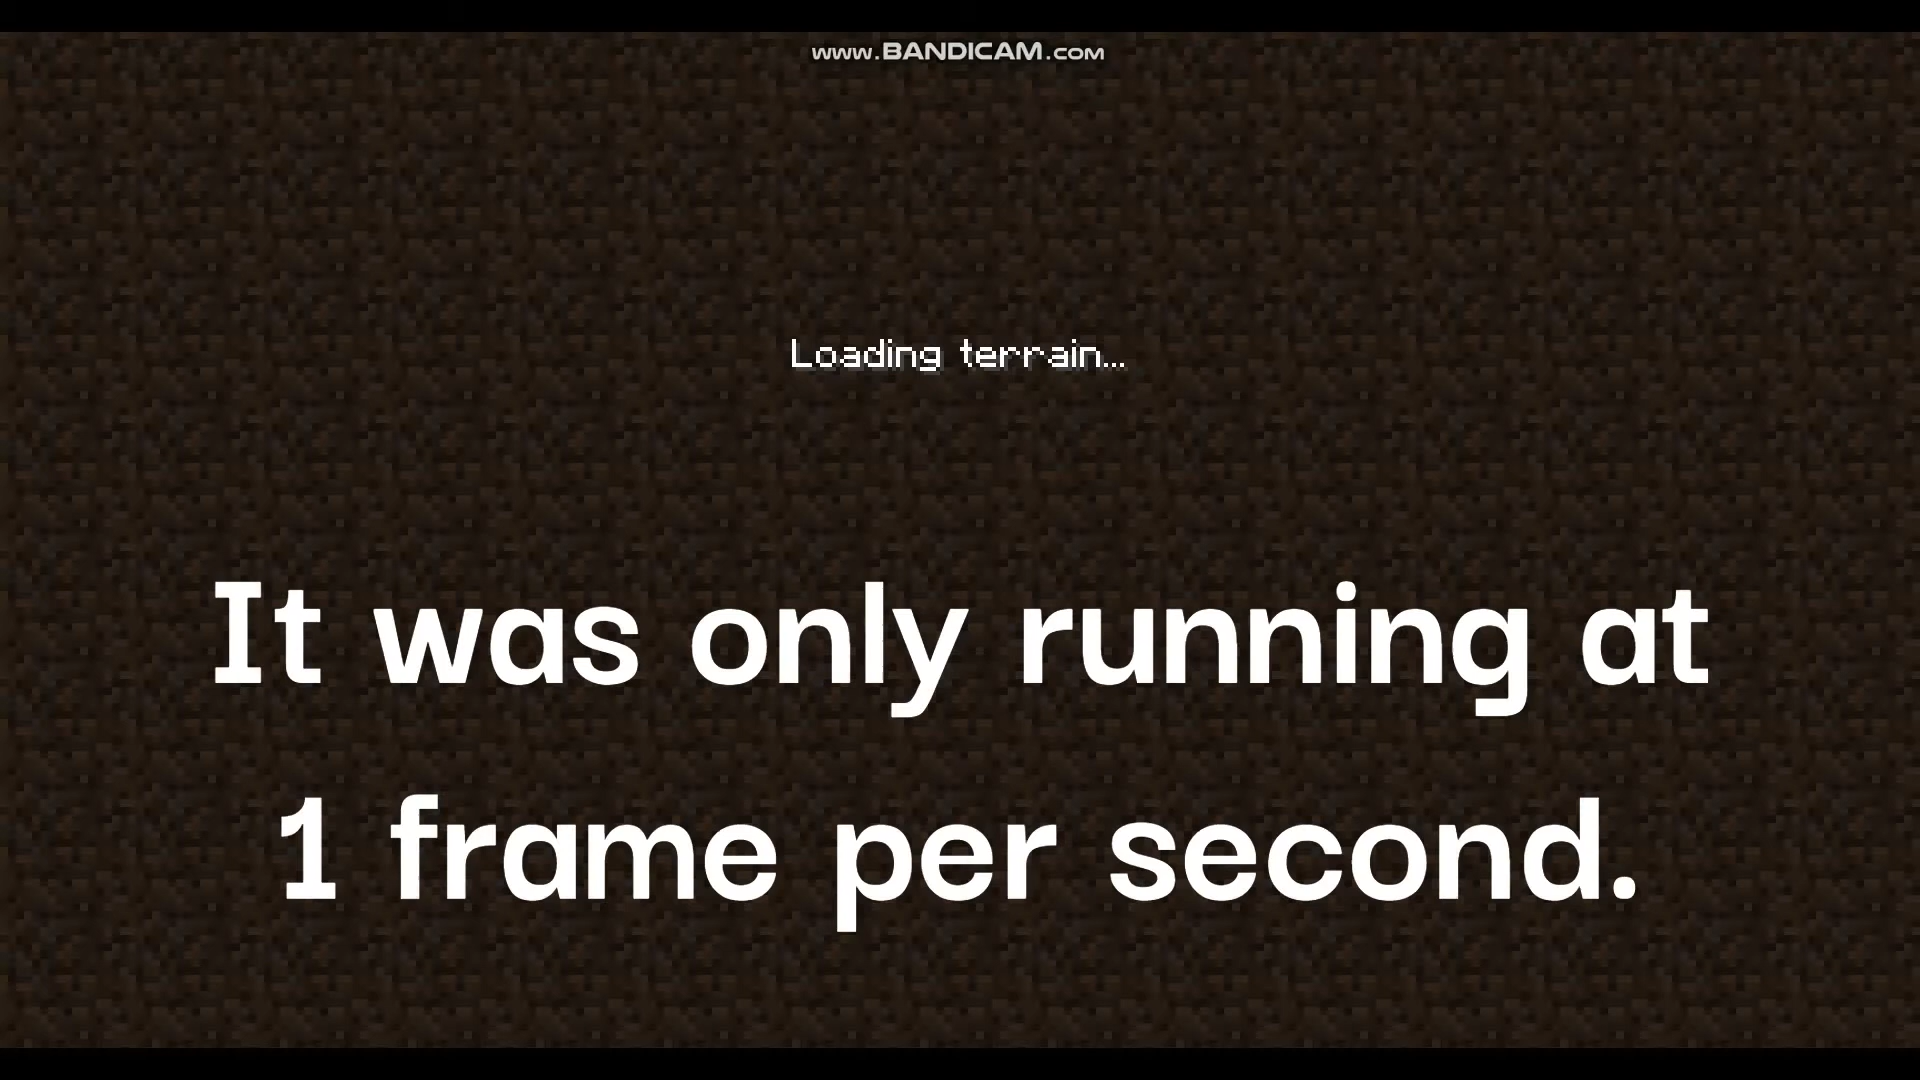 www.BANDICAM.COM
Loading terrain...
It was only running at
1 frame per second.